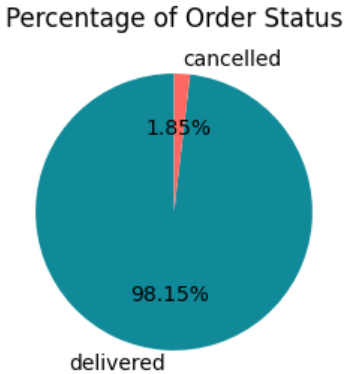 Percentage of Order Status
cancelled
1.85%
98.15%
delivered